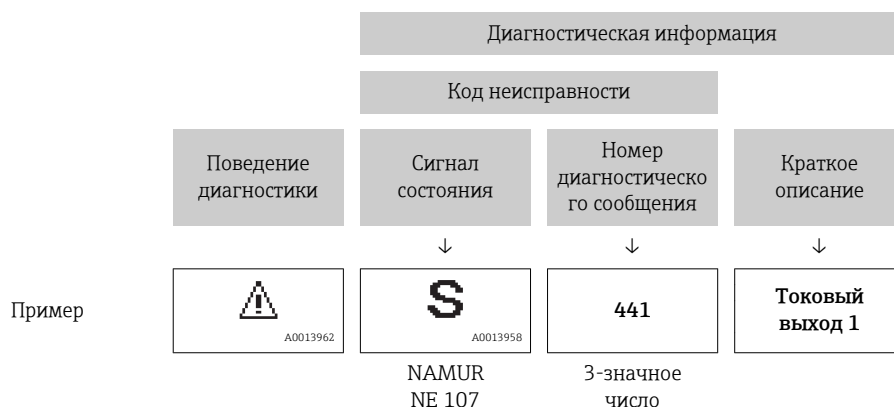 Диагностическая информация
Код неисправности
Поведение
диагностики
Сигнал
состояния
Номер
диагностическо
го сообщения
Краткое
описание
↓ ↓ ↓
Пример
A0013962
S
A0013958
441
Токовый
выход 1
NAMUR
NE 107
3-значное
число